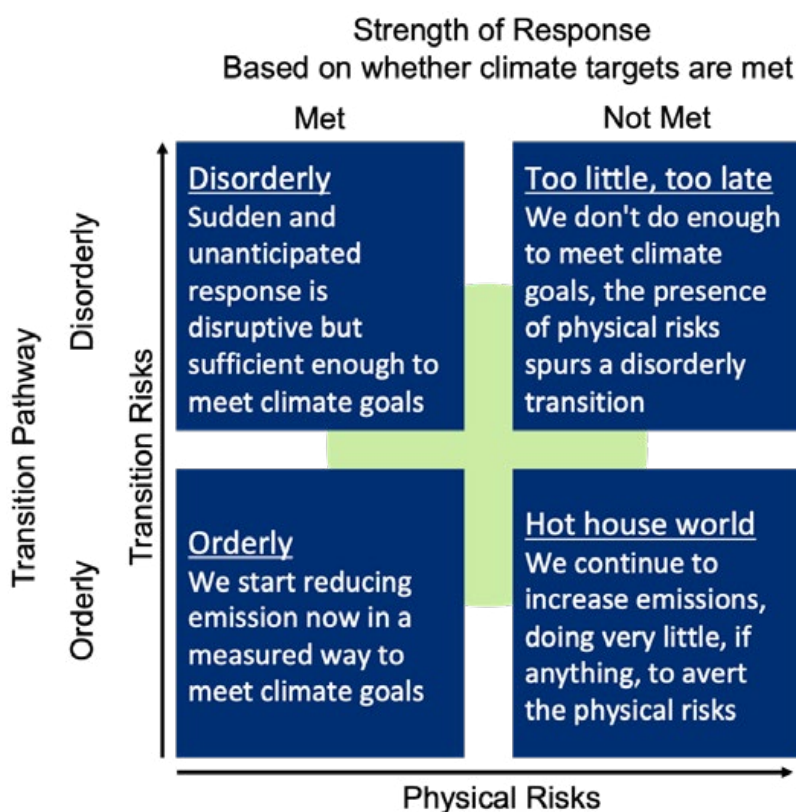 Strength of Response
Based on whether climate targets are met
Met
Not Met
Transition Pathway
Disorderly
Orderly
Transition Risks
Disorderly
Sudden and
unanticipated
response is
disruptive but
sufficient enough to
meet climate goals
Too little, too late
We don't do enough
to meet climate
goals, the presence
of physical risks
spurs a disorderly
transition
Orderly
We start reducing
emission now in a
measured way to
meet climate goals
Hot house world
We continue to
increase emissions,
doing very little, if
anything, to avert
the physical risks
Physical Risks